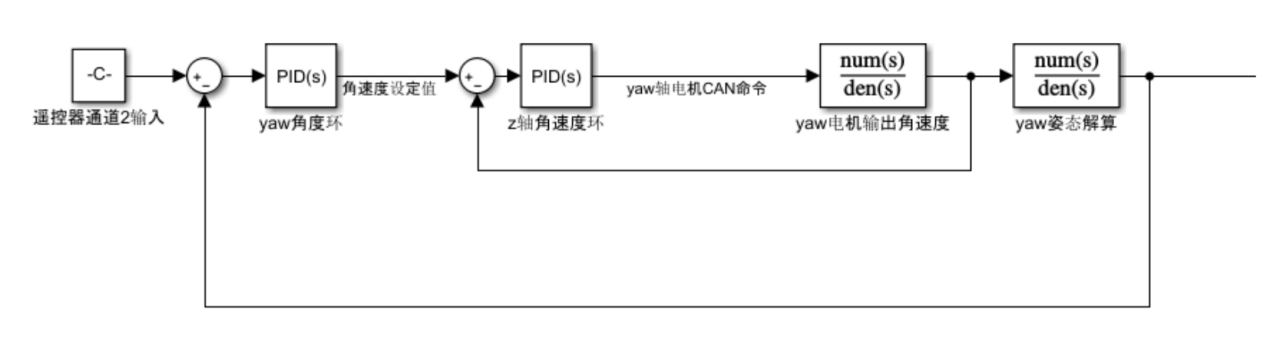 -C-
遥控器通道2输入
+
−
PID(s)
yaw角度环
角速度设定值
+
−
PID(s)
z轴角速度环
yaw轴电机CAN命令
num(s)
den(s)
yaw电机输出角速度
num(s)
den(s)
yaw姿态解算